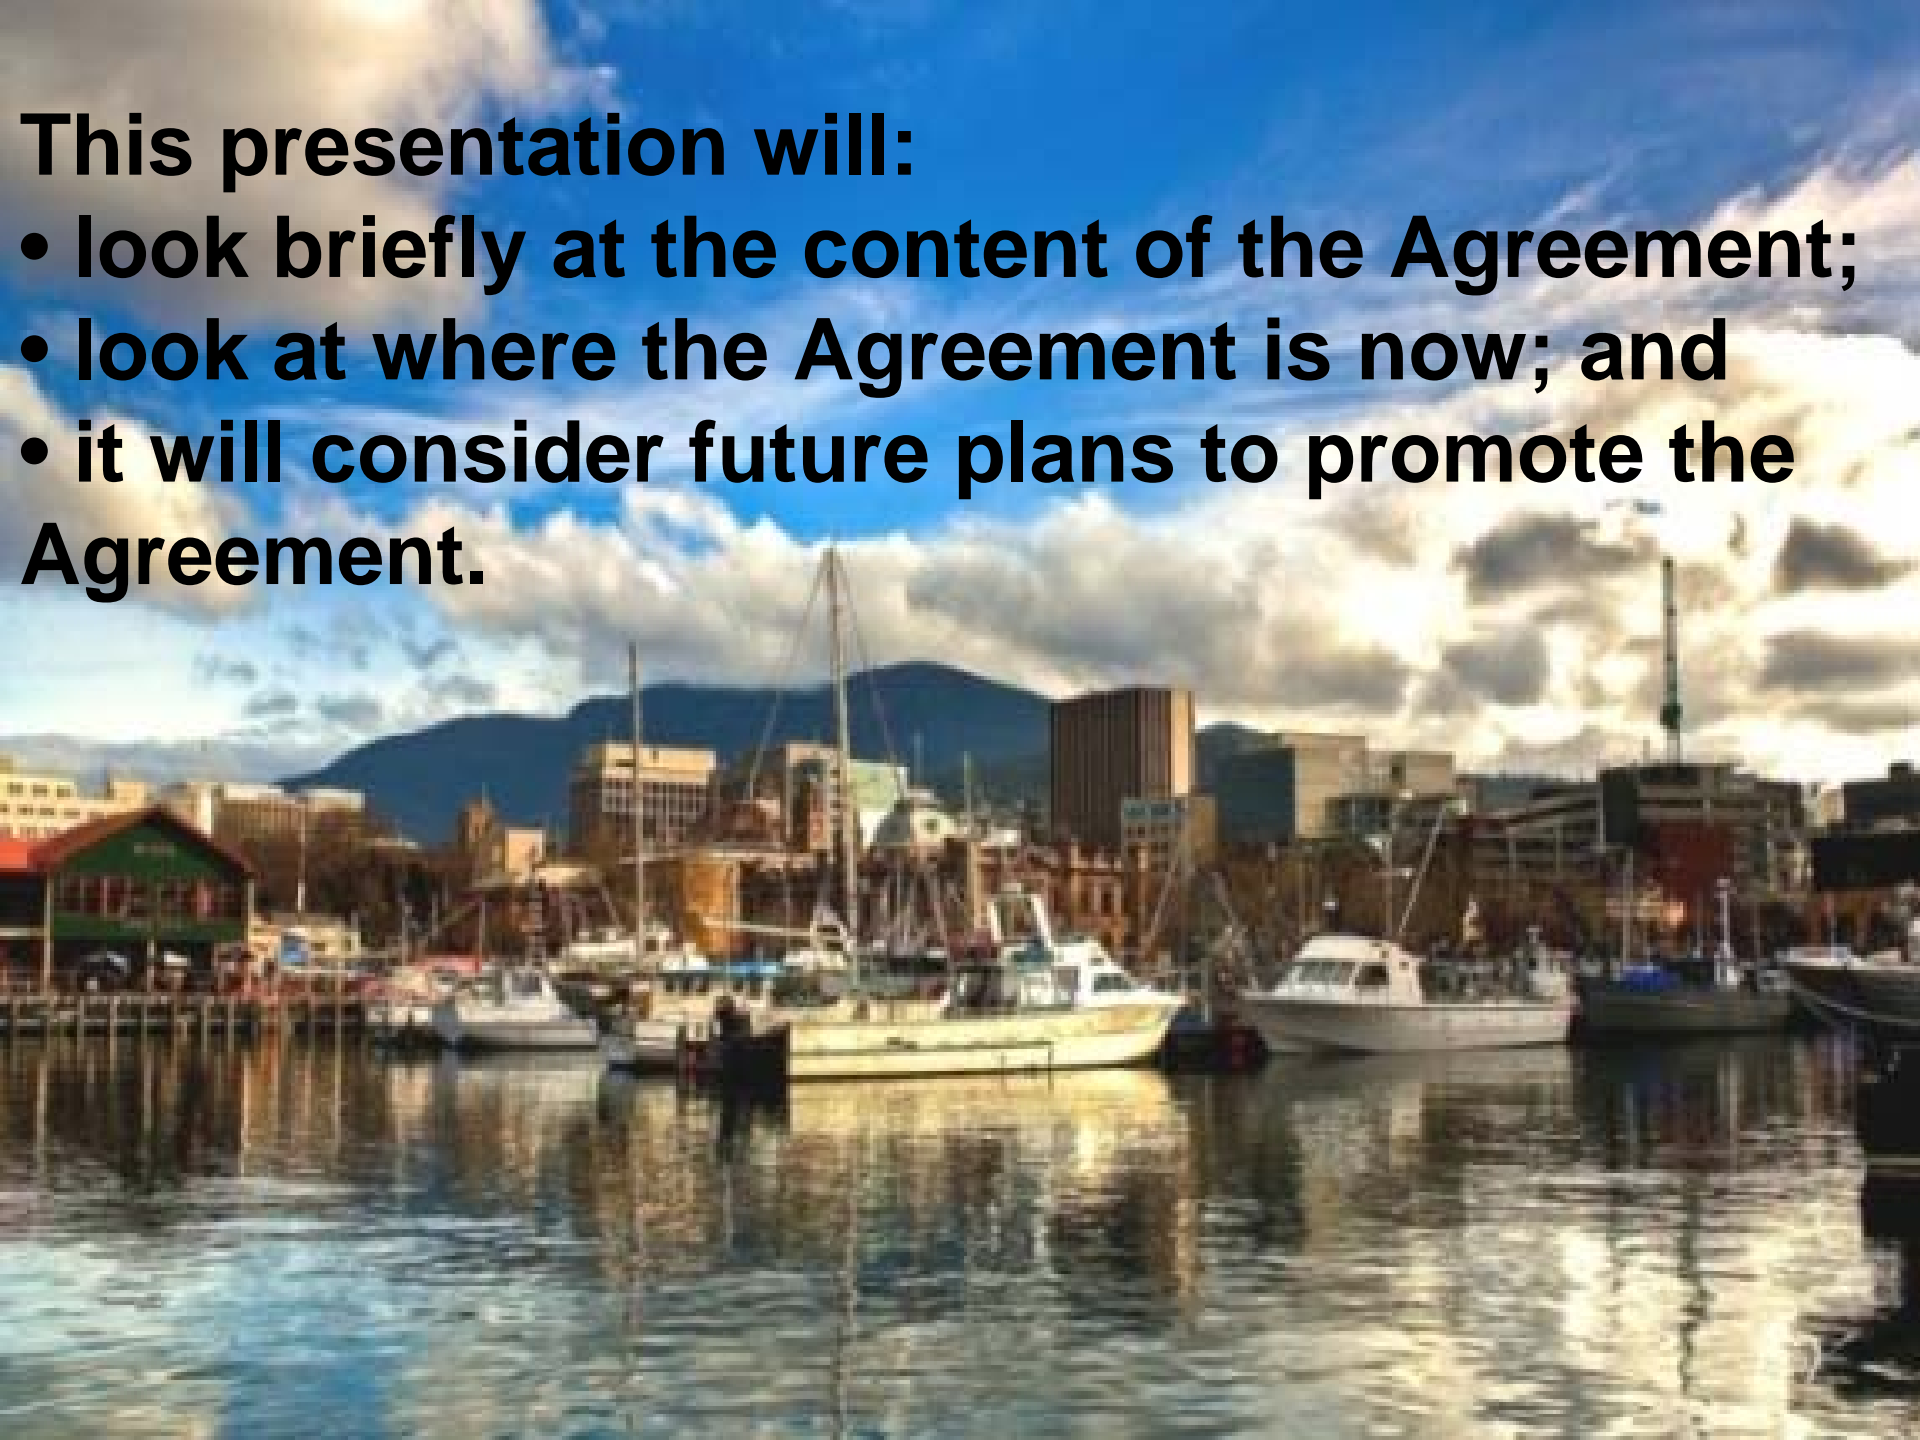 This presentation will:
• look briefly at the content of the Agreement;
• look at where the Agreement is now; and
• it will consider future plans to promote the
Agreement.